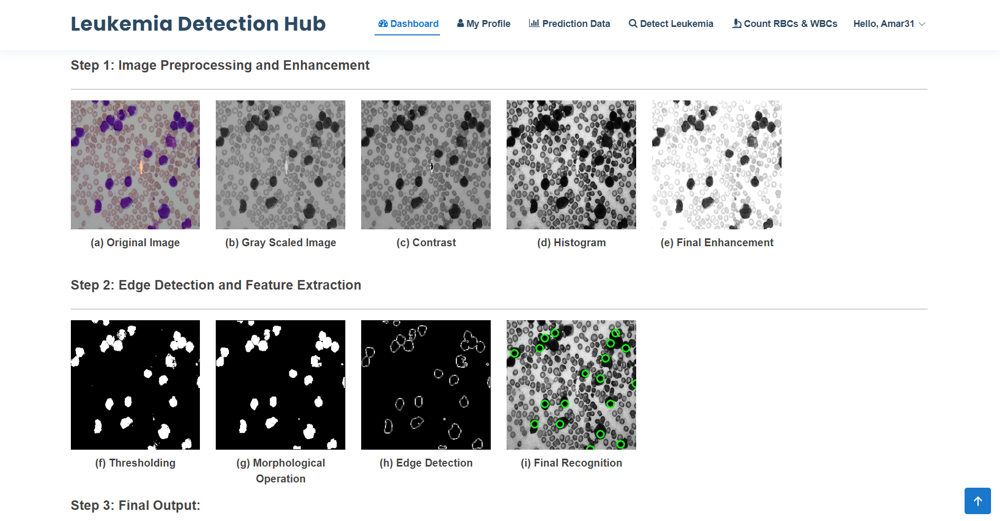 Leukemia Detection Hub
Dashboard
My Profile
Prediction Data
Detect Leukemia
Count RBCs & WBCs
Hello, Amar31
Step 1: Image Preprocessing and Enhancement
(a) Original Image
(b) Gray Scaled Image
(c) Contrast
(d) Histogram
(e) Final Enhancement
Step 2: Edge Detection and Feature Extraction
(f) Thresholding
(g) Morphological
Operation
(h) Edge Detection
(i) Final Recognition
Step 3: Final Output: